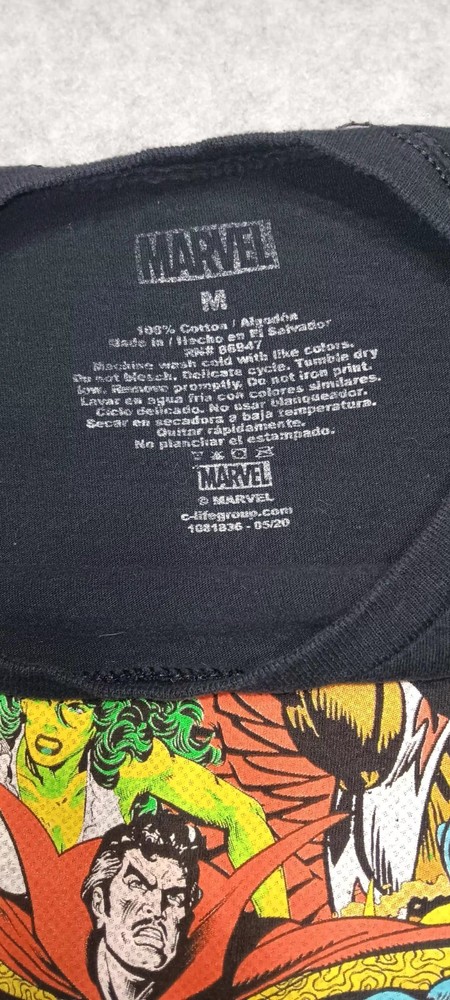 MARVEL
M
100% Cotton / Algodón
Made in / Hecho en El Salvador
RN# 86947
Machine wash cold with like colors.
Do not bleach. Delicate cycle. Tumble dry
low. Remove promptly. Do not iron print.
Lavar en agua fria con colores similares.
Ciclo delicado. No usar blanqueador.
Secar en secadora a baja temperatura.
Quitar rápidamente.
No planchar el estampado.
MARVEL
© MARVEL
c-lifegroup.com
1081836 - 05/20